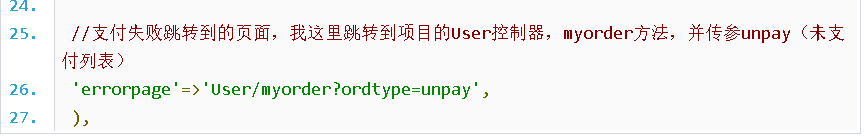 24.
25. //支付失败跳转到的页面，我这里跳转到项目的User控制器，myorder方法，并传参unpay（未支
付列表）
26. 'errorpage'=>'User/myorder?ordtype=unpay',
27. ),